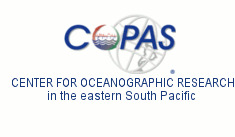 COPAS
®
CENTER FOR OCEANOGRAPHIC RESEARCH
in the eastern South Pacific